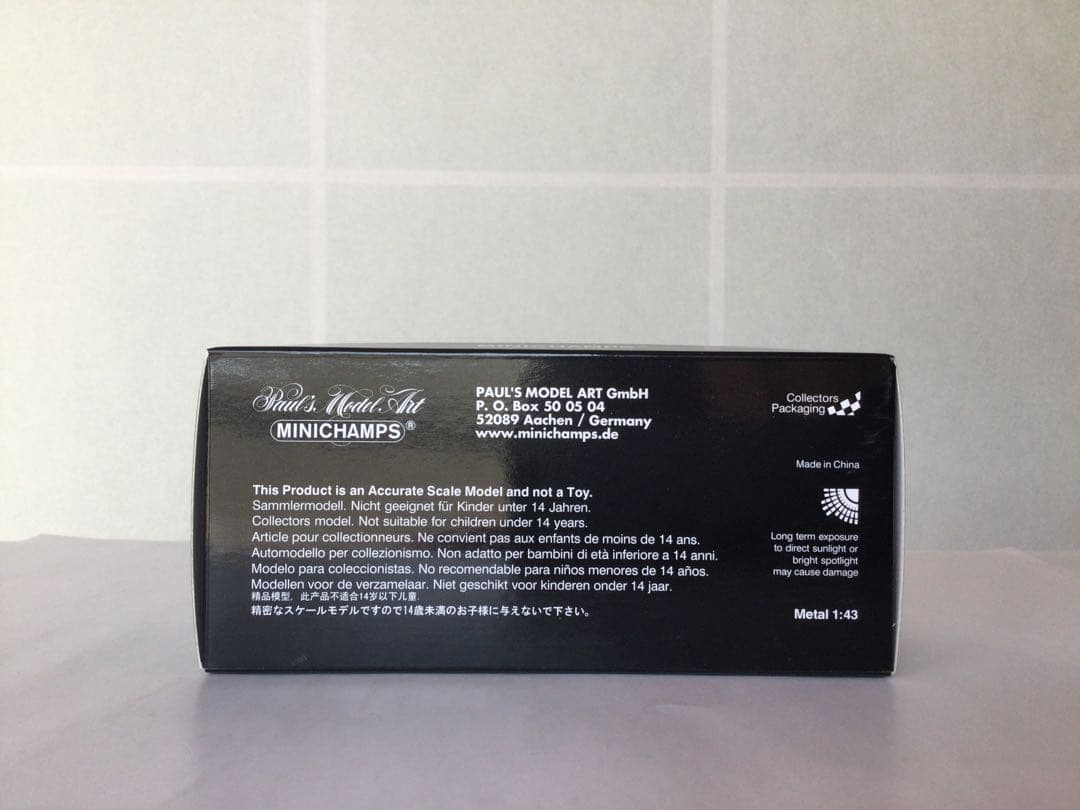 Paul's Model Art
MINICHAMPS®
PAUL'S MODEL ART GmbH
P. O. Box 50 05 04
52089 Aachen / Germany
www.minichamps.de
Collectors
Packaging
Made in China
This Product is an Accurate Scale Model and not a Toy.
Sammlermodell. Nicht geeignet für Kinder unter 14 Jahren.
Collectors model. Not suitable for children under 14 years.
Article pour collectionneurs. Ne convient pas aux enfants de moins de 14 ans.
Automodello per collezionismo. Non adatto per bambini di età inferiore a 14 anni.
Modelo para coleccionistas. No recomendable para niños menores de 14 años.
Modellen voor de verzamelaar. Niet geschikt voor kinderen onder 14 jaar.
精品模型. 此产品不适合14岁以下儿童.
精密なスケールモデルですので14歳未満のお子様に与えないで下さい。
Long term exposure
to direct sunlight or
bright spotlight
may cause damage
Metal 1:43